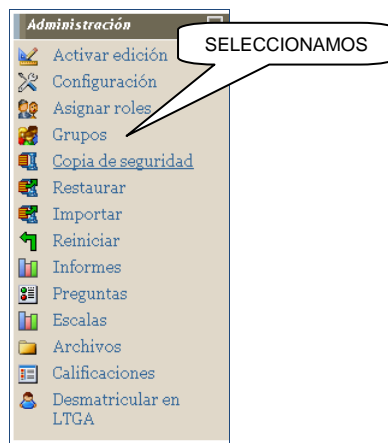 Administración
SELECCIONAMOS
Activar edición
Configuración
Asignar roles
Grupos
Copia de seguridad
Restaurar
Importar
Reiniciar
Informes
Preguntas
Escalas
Archivos
Calificaciones
Desmatricular en
LTGA